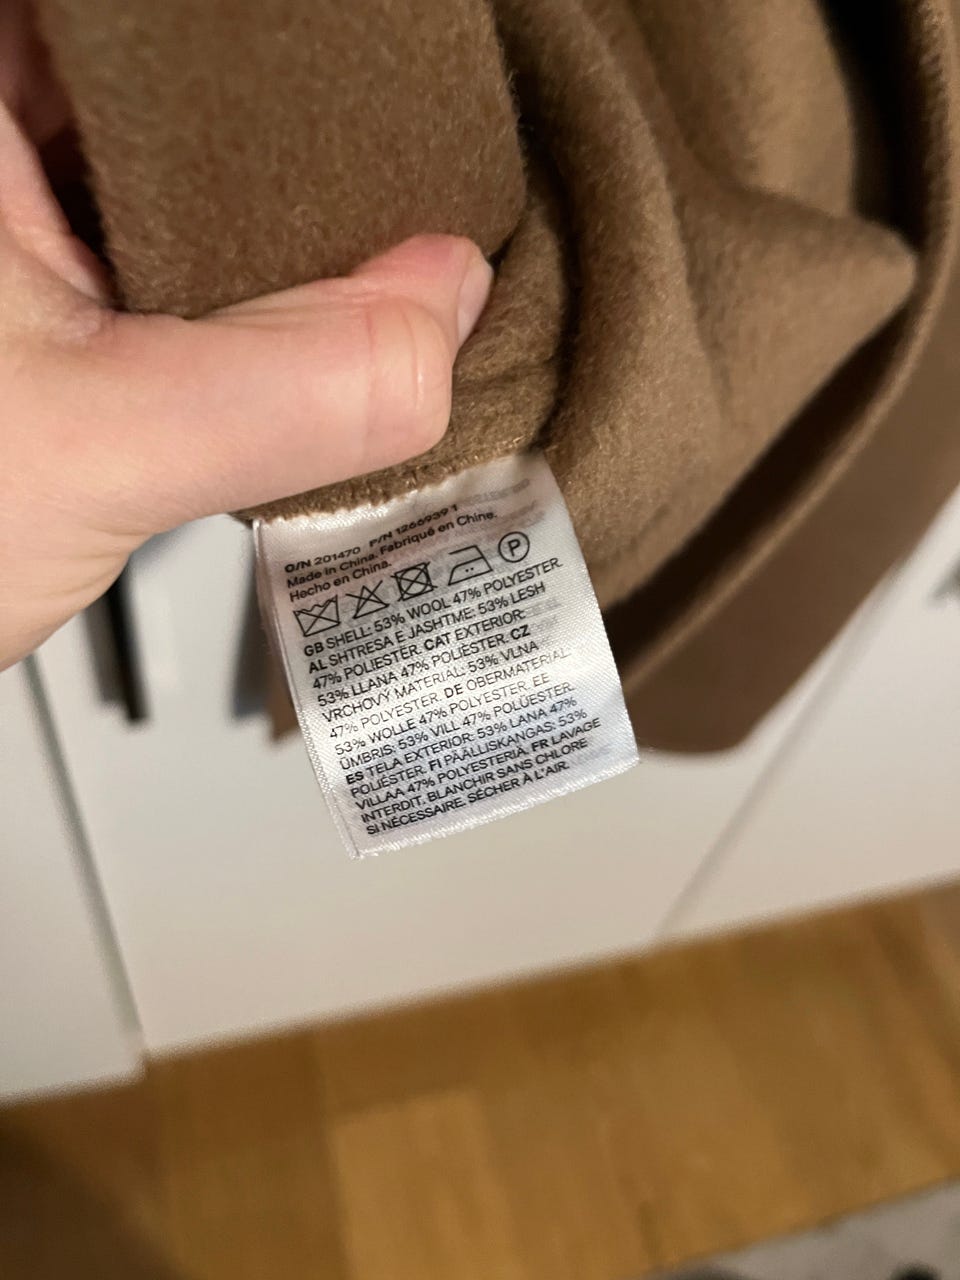 O/N 201470 P/N 1266939 1
Made in China. Fabriqué en Chine.
Hecho en China.
P
GB SHELL: 53% WOOL 47% POLYESTER.
AL SHTRESA E JASHTME: 53% LESH
47% POLIESTER. CAT EXTERIOR:
53% LLANA 47% POLIÈSTER. CZ
VRCHOVÝ MATERIÁL: 53% VLNA
47% POLYESTER. DE OBERMATERIAL:
53% WOLLE 47% POLYESTER. EE
ÜMBRIS: 53% VILL 47% POLÜESTER.
ES TELA EXTERIOR: 53% LANA 47%
POLIÉSTER. FI PÄÄLLISKANGAS: 53%
VILLAA 47% POLYESTERIÄ. FR LAVAGE
INTERDIT. BLANCHIR SANS CHLORE
SI NÉCESSAIRE. SÉCHER À L'AIR.